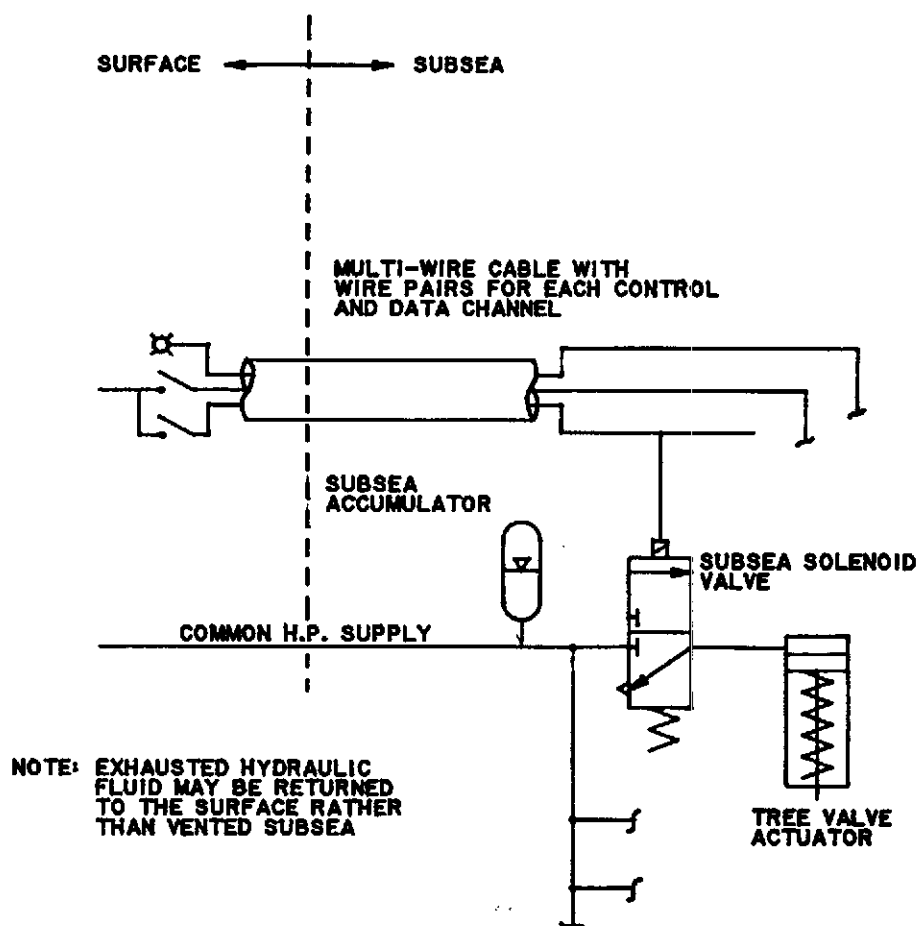 SURFACE
SUBSEA
MULTI-WIRE CABLE WITH
WIRE PAIRS FOR EACH CONTROL
AND DATA CHANNEL
SUBSEA
ACCUMULATOR
SUBSEA SOLENOID
VALVE
COMMON H.P. SUPPLY
NOTE: EXHAUSTED HYDRAULIC
FLUID MAY BE RETURNED
TO THE SURFACE RATHER
THAN VENTED SUBSEA
TREE VALVE
ACTUATOR